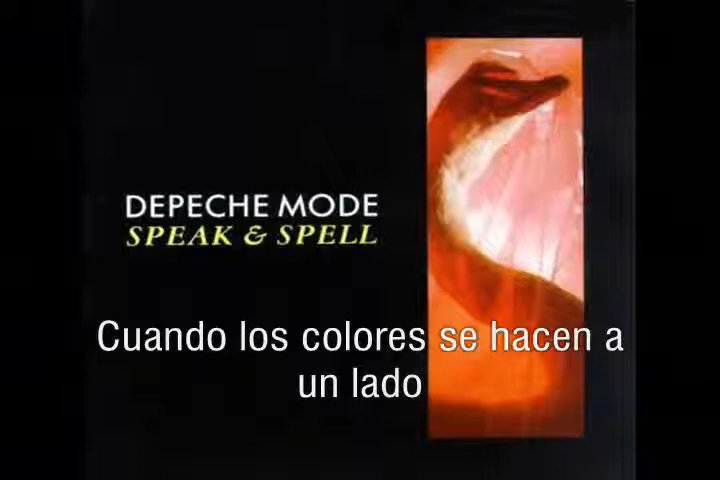 DEPECHE MODE
SPEAK & SPELL
Cuando los colores se hacen a
un lado